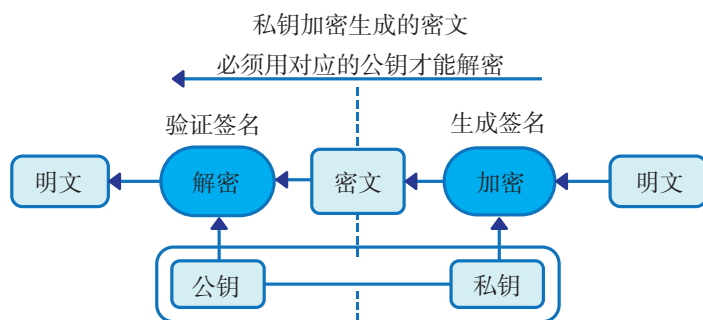 私钥加密生成的密文
必须用对应的公钥才能解密
验证签名
生成签名
明文
解密
密文
加密
明文
公钥
私钥